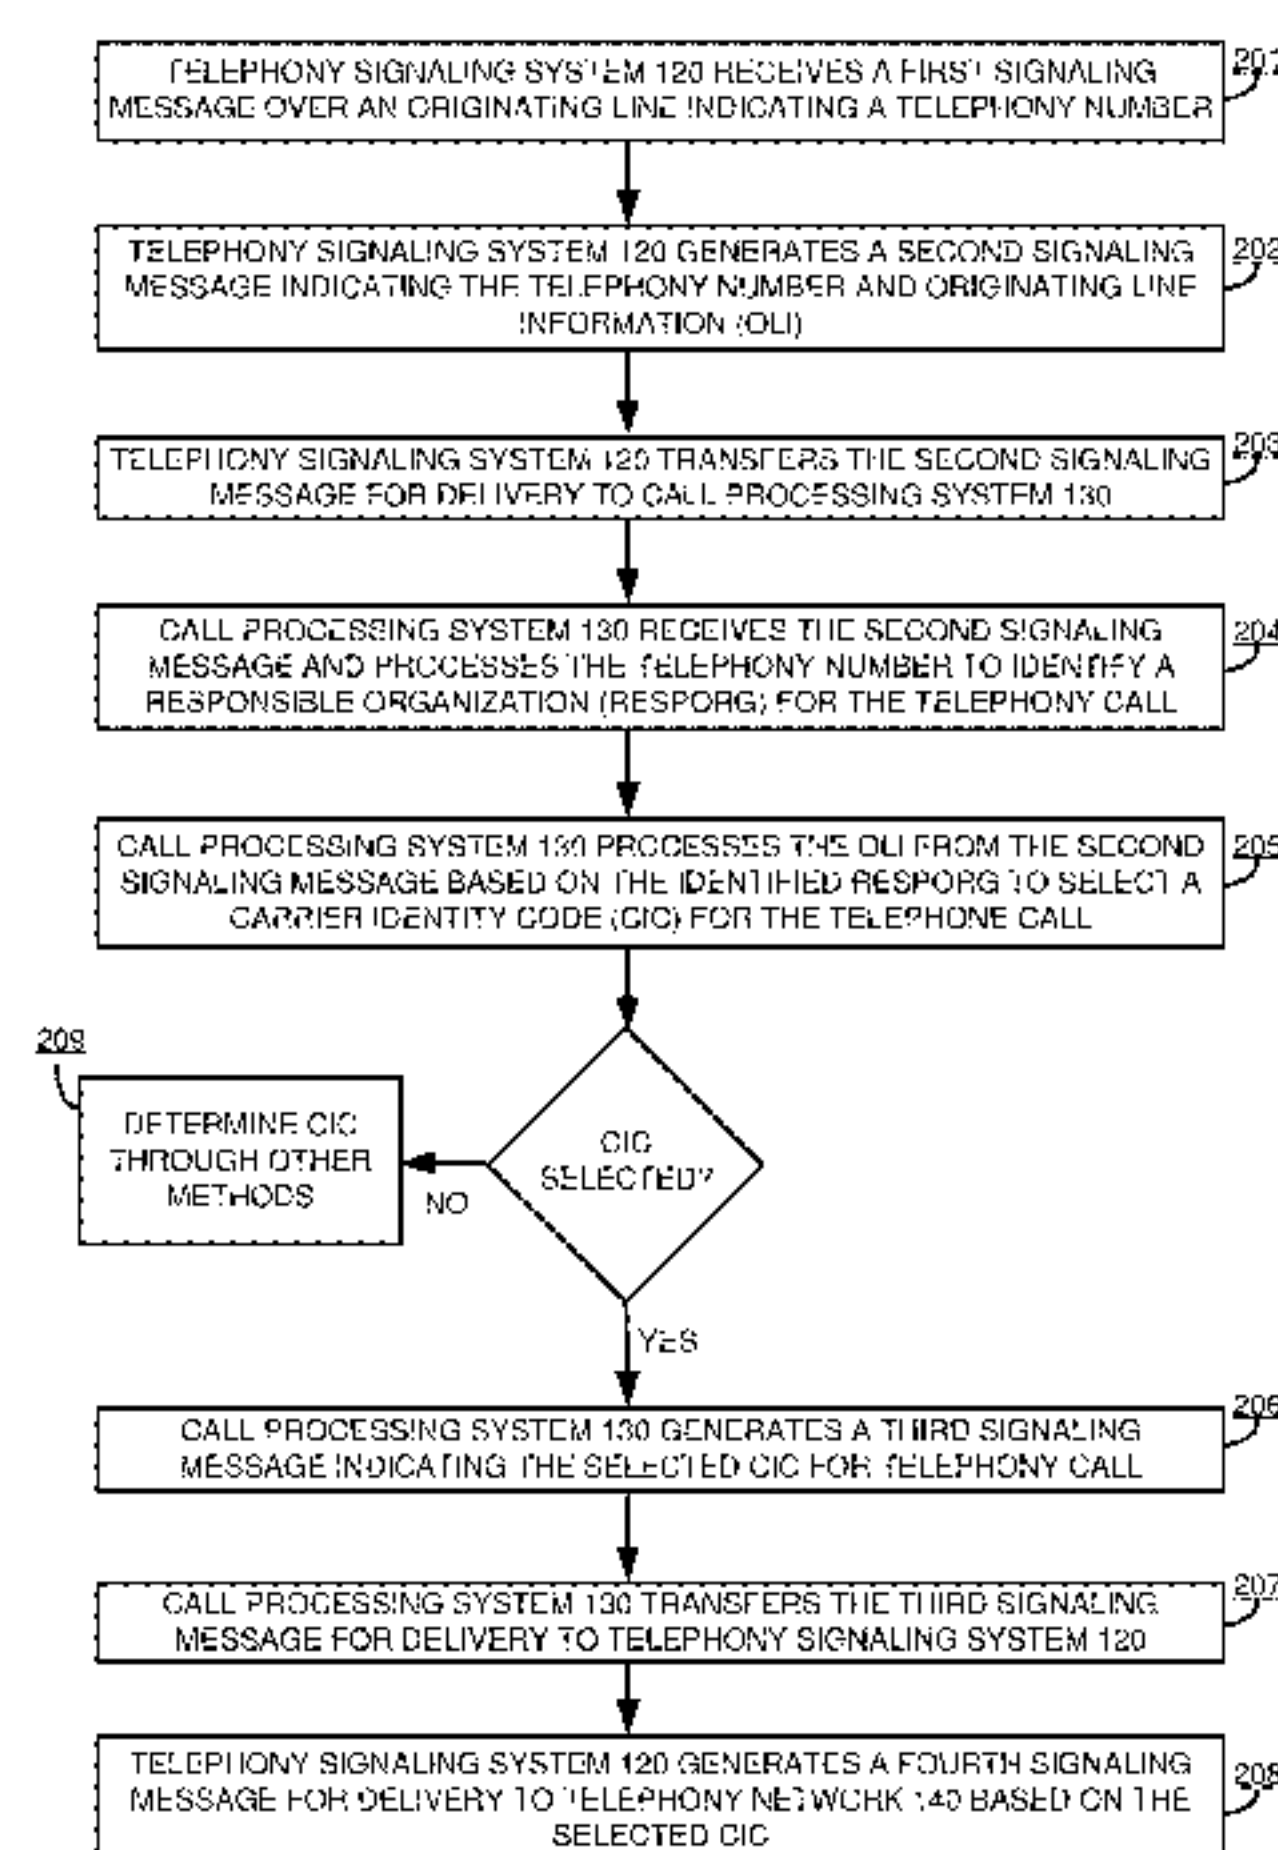 TELEPHONY SIGNALING SYSTEM 120 RECEIVES A FIRST SIGNALING
MESSAGE OVER AN ORIGINATING LINE INDICATING A TELEPHONY NUMBER
201
TELEPHONY SIGNALING SYSTEM 120 GENERATES A SECOND SIGNALING
MESSAGE INDICATING THE TELEPHONY NUMBER AND ORIGINATING LINE
INFORMATION (OLI)
202
TELEPHONY SIGNALING SYSTEM 120 TRANSFERS THE SECOND SIGNALING
MESSAGE FOR DELIVERY TO CALL PROCESSING SYSTEM 130
203
CALL PROCESSING SYSTEM 130 RECEIVES THE SECOND SIGNALING
MESSAGE AND PROCESSES THE TELEPHONY NUMBER TO IDENTIFY A
RESPONSIBLE ORGANIZATION (RESPORG) FOR THE TELEPHONY CALL
204
CALL PROCESSING SYSTEM 130 PROCESSES THE OLI FROM THE SECOND
SIGNALING MESSAGE BASED ON THE IDENTIFIED RESPORG TO SELECT A
CARRIER IDENTITY CODE (CIC) FOR THE TELEPHONE CALL
205
209
DETERMINE CIC
THROUGH OTHER
METHODS
NO
CIC
SELECTED?
YES
CALL PROCESSING SYSTEM 130 GENERATES A THIRD SIGNALING
MESSAGE INDICATING THE SELECTED CIC FOR TELEPHONY CALL
206
CALL PROCESSING SYSTEM 130 TRANSFERS THE THIRD SIGNALING
MESSAGE FOR DELIVERY TO TELEPHONY SIGNALING SYSTEM 120
207
TELEPHONY SIGNALING SYSTEM 120 GENERATES A FOURTH SIGNALING
MESSAGE FOR DELIVERY TO TELEPHONY NETWORK 140 BASED ON THE
SELECTED CIC
208